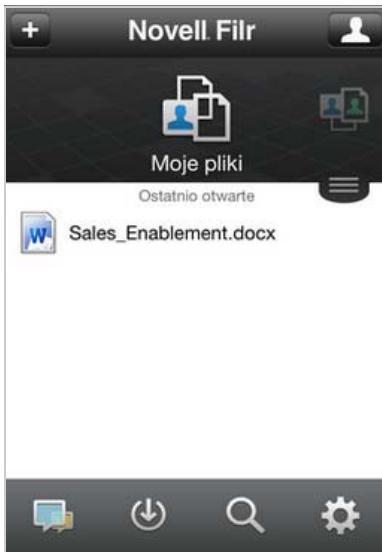 + Novell Filr
Moje pliki
Ostatnio otwarte
W Sales_Enablement.docx